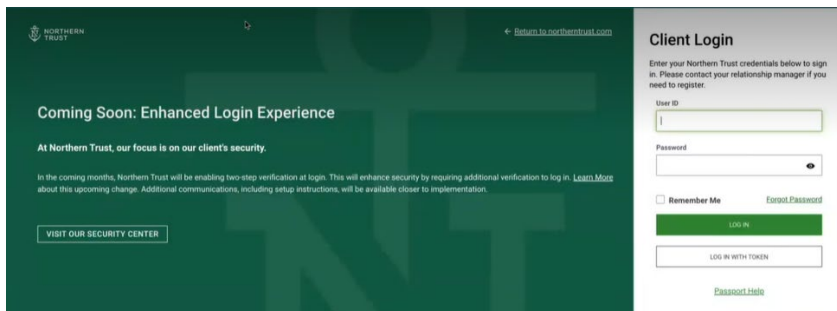 NORTHERN
TRUST
← Return to northerntrust.com
Coming Soon: Enhanced Login Experience
At Northern Trust, our focus is on our client's security.
In the coming months, Northern Trust will be enabling two-step verification at login. This will enhance security by requiring additional verification to log in. Learn More
about this upcoming change. Additional communications, including setup instructions, will be available closer to implementation.
VISIT OUR SECURITY CENTER
Client Login
Enter your Northern Trust credentials below to sign
in. Please contact your relationship manager if you
need to register.
User ID
Password
Remember Me
Forgot Password
LOG IN
LOG IN WITH TOKEN
Passport Help